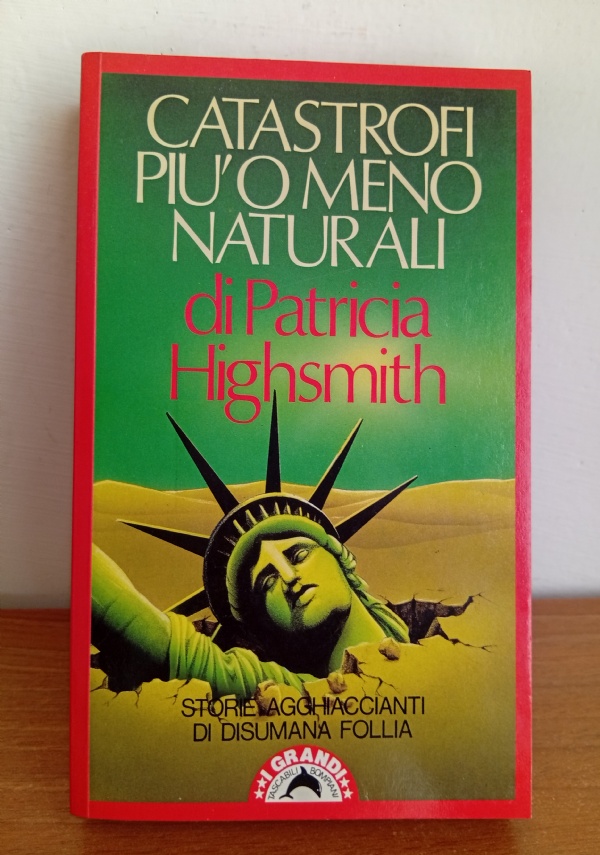 CATASTROFI
PIU' O MENO
NATURALI
di Patricia
Highsmith
STORIE AGGHIACCIANTI
DI DISUMANA FOLLIA
I GRANDI
TASCABILI BOMPIANI